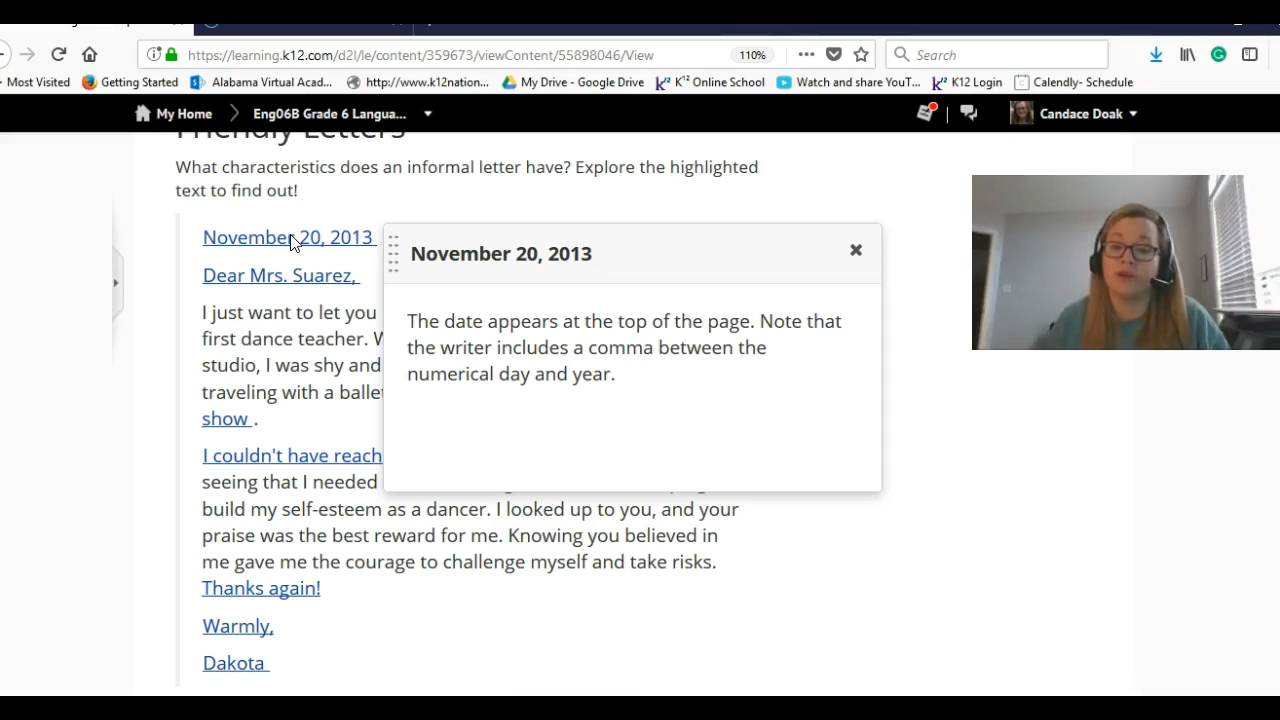 https://learning.k12.com/d2l/le/content/359673/viewContent/55898046/View
110%
Search
Most Visited
Getting Started
Alabama Virtual Acad...
http://www.k12nation...
My Drive - Google Drive
K¹² Online School
Watch and share YouT...
K12 Login
Calendly- Schedule
My Home
Eng06B Grade 6 Langua...
Candace Doak
Friendly Letters
What characteristics does an informal letter have? Explore the highlighted
text to find out!
November 20, 2013
Dear Mrs. Suarez,
I just want to let you
first dance teacher.
studio, I was shy and
traveling with a balle
show .
I couldn't have reach
seeing that I needed
build my self-esteem as a dancer. I looked up to you, and your
praise was the best reward for me. Knowing you believed in
me gave me the courage to challenge myself and take risks.
Thanks again!
Warmly,
Dakota
November 20, 2013
The date appears at the top of the page. Note that
the writer includes a comma between the
numerical day and year.